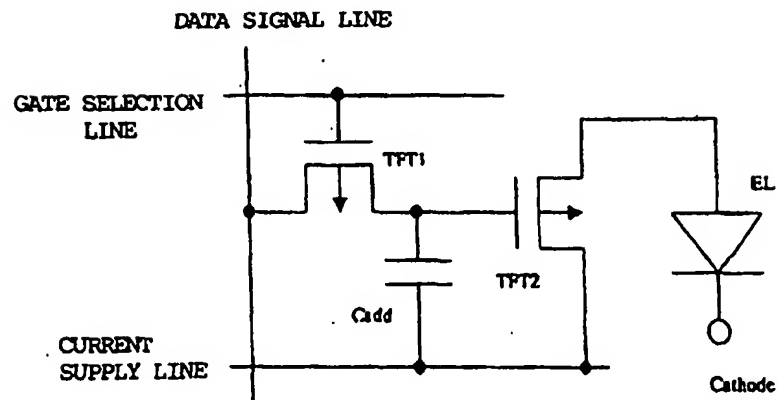 DATA SIGNAL LINE
GATE SELECTION
LINE
TFT1
EL
TFT2
Cadd
CURRENT
SUPPLY LINE
Cathode